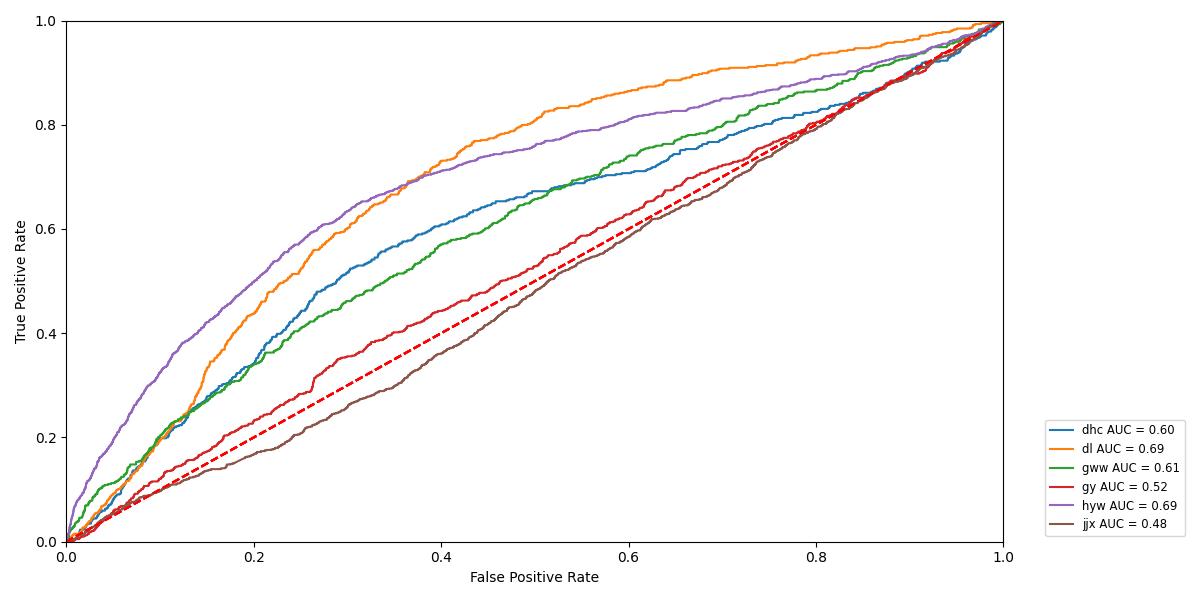 1.0
0.8
0.6
0.4
0.2
0.0
True Positive Rate
0.0 0.2 0.4 0.6 0.8 1.0
False Positive Rate
dhc AUC = 0.60
dl AUC = 0.69
gww AUC = 0.61
gy AUC = 0.52
hyw AUC = 0.69
jjx AUC = 0.48